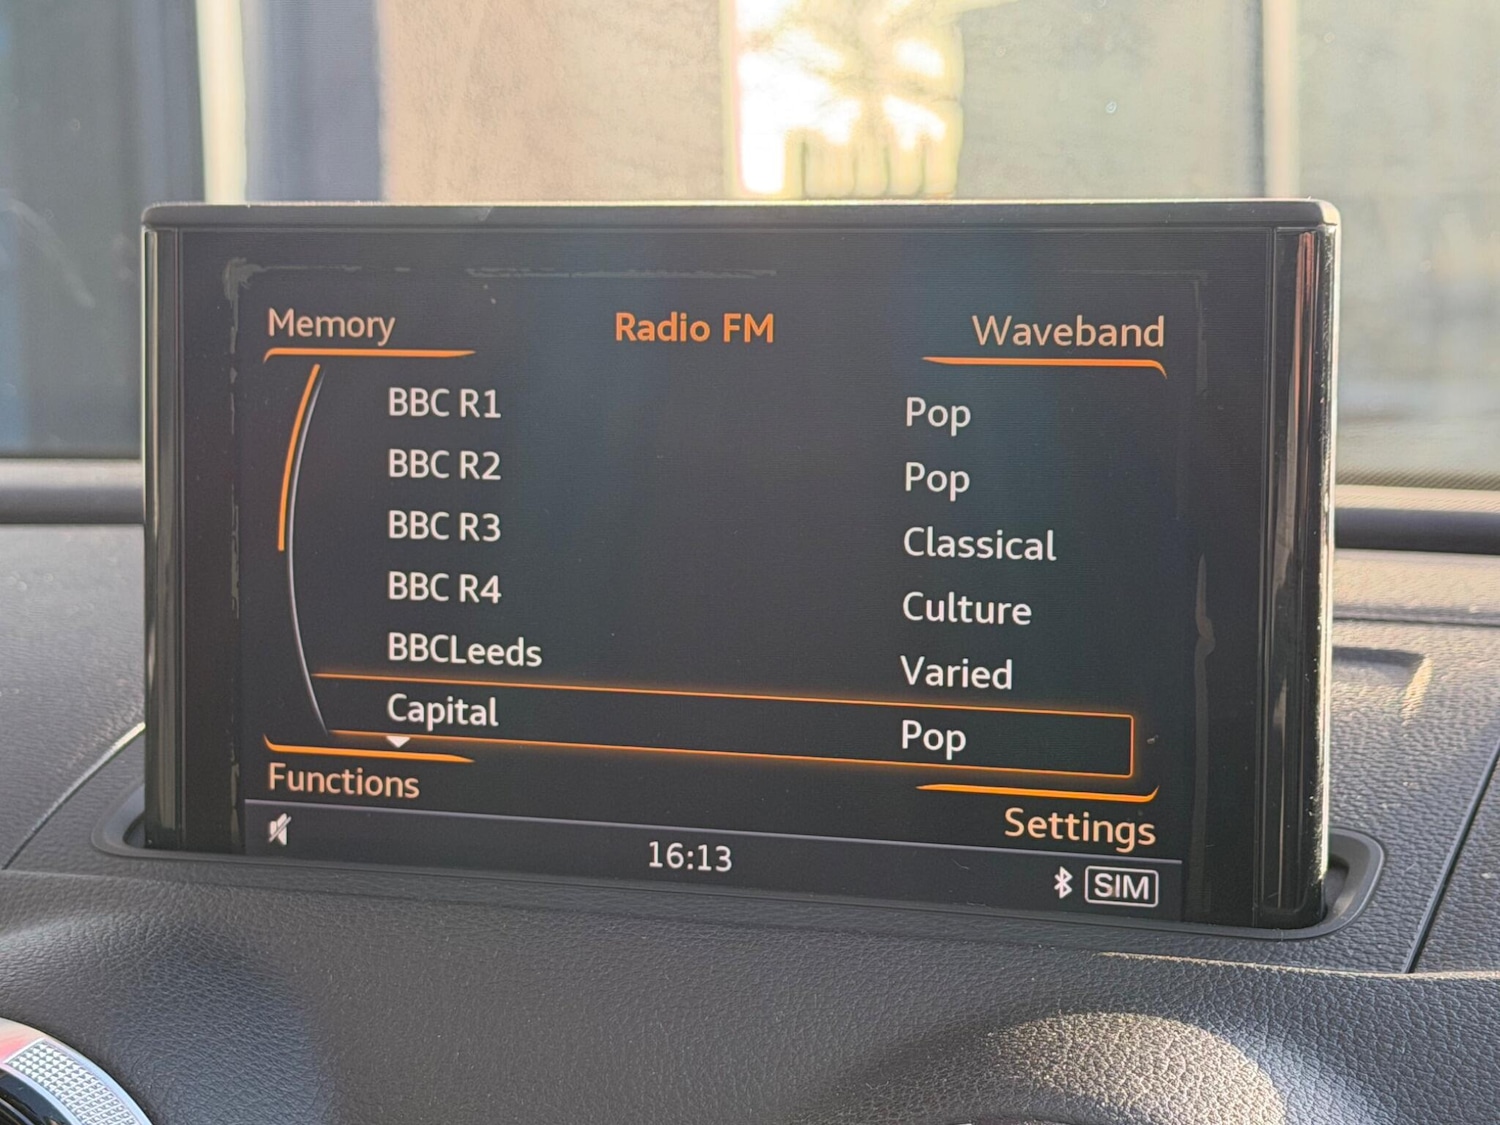 Memory Radio FM Waveband
BBC R1 Pop
BBC R2 Pop
BBC R3 Classical
BBC R4 Culture
BBCLeeds Varied
Capital Pop
Functions Settings
16:13 SIM